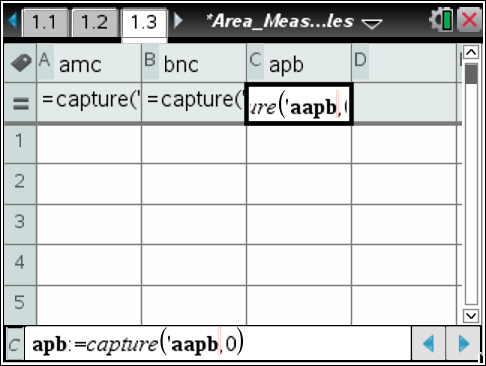 1.1 1.2 1.3 *Area_Meas...les
A amc B bnc C apb D
= =capture(' =capture(' ure('aapb,(
1
2
3
4
5
C apb:=capture('aapb,0)